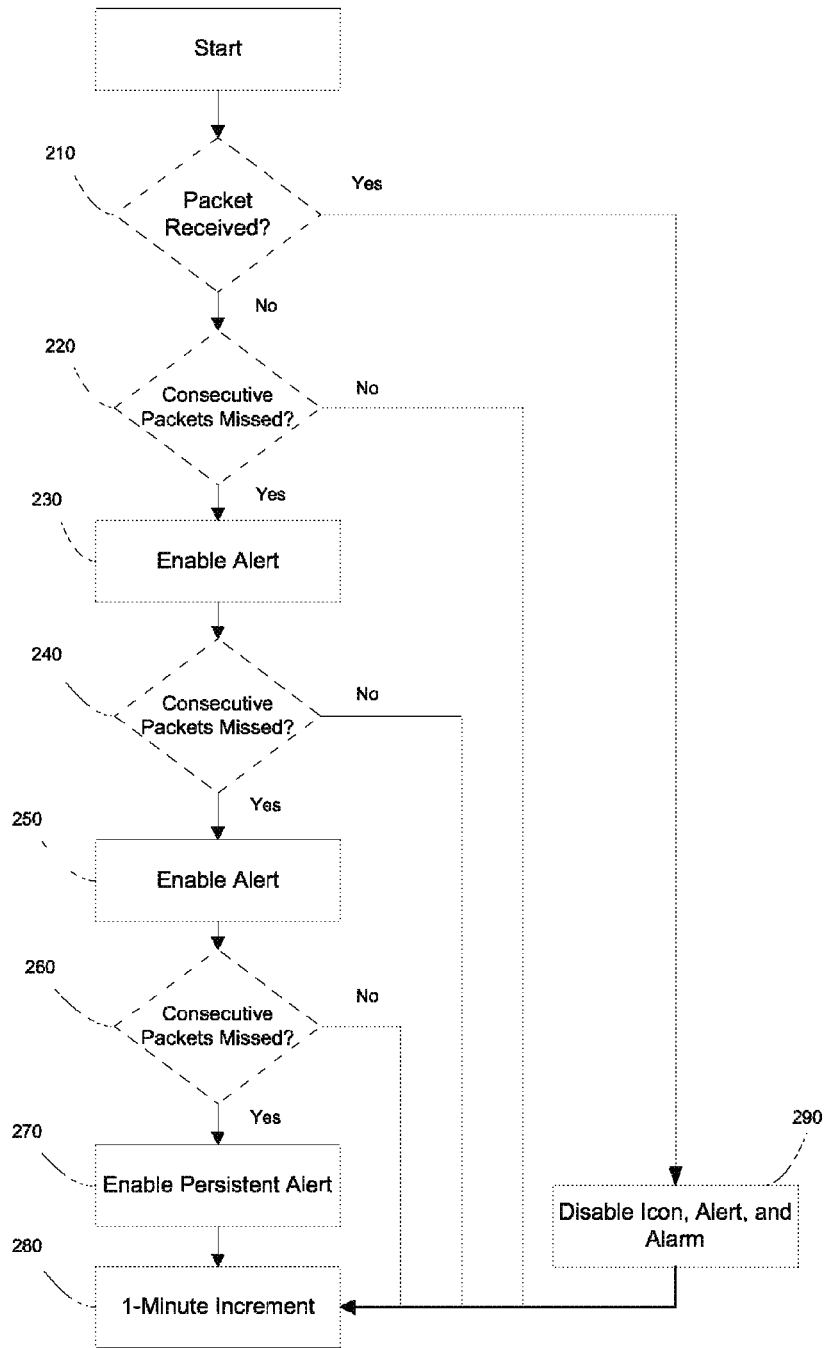 Start
210
Packet
Received?
Yes
No
220
Consecutive
Packets Missed?
No
Yes
230
Enable Alert
240
Consecutive
Packets Missed?
No
Yes
250
Enable Alert
260
Consecutive
Packets Missed?
No
Yes
270
Enable Persistent Alert
290
Disable Icon, Alert, and
Alarm
280
1-Minute Increment